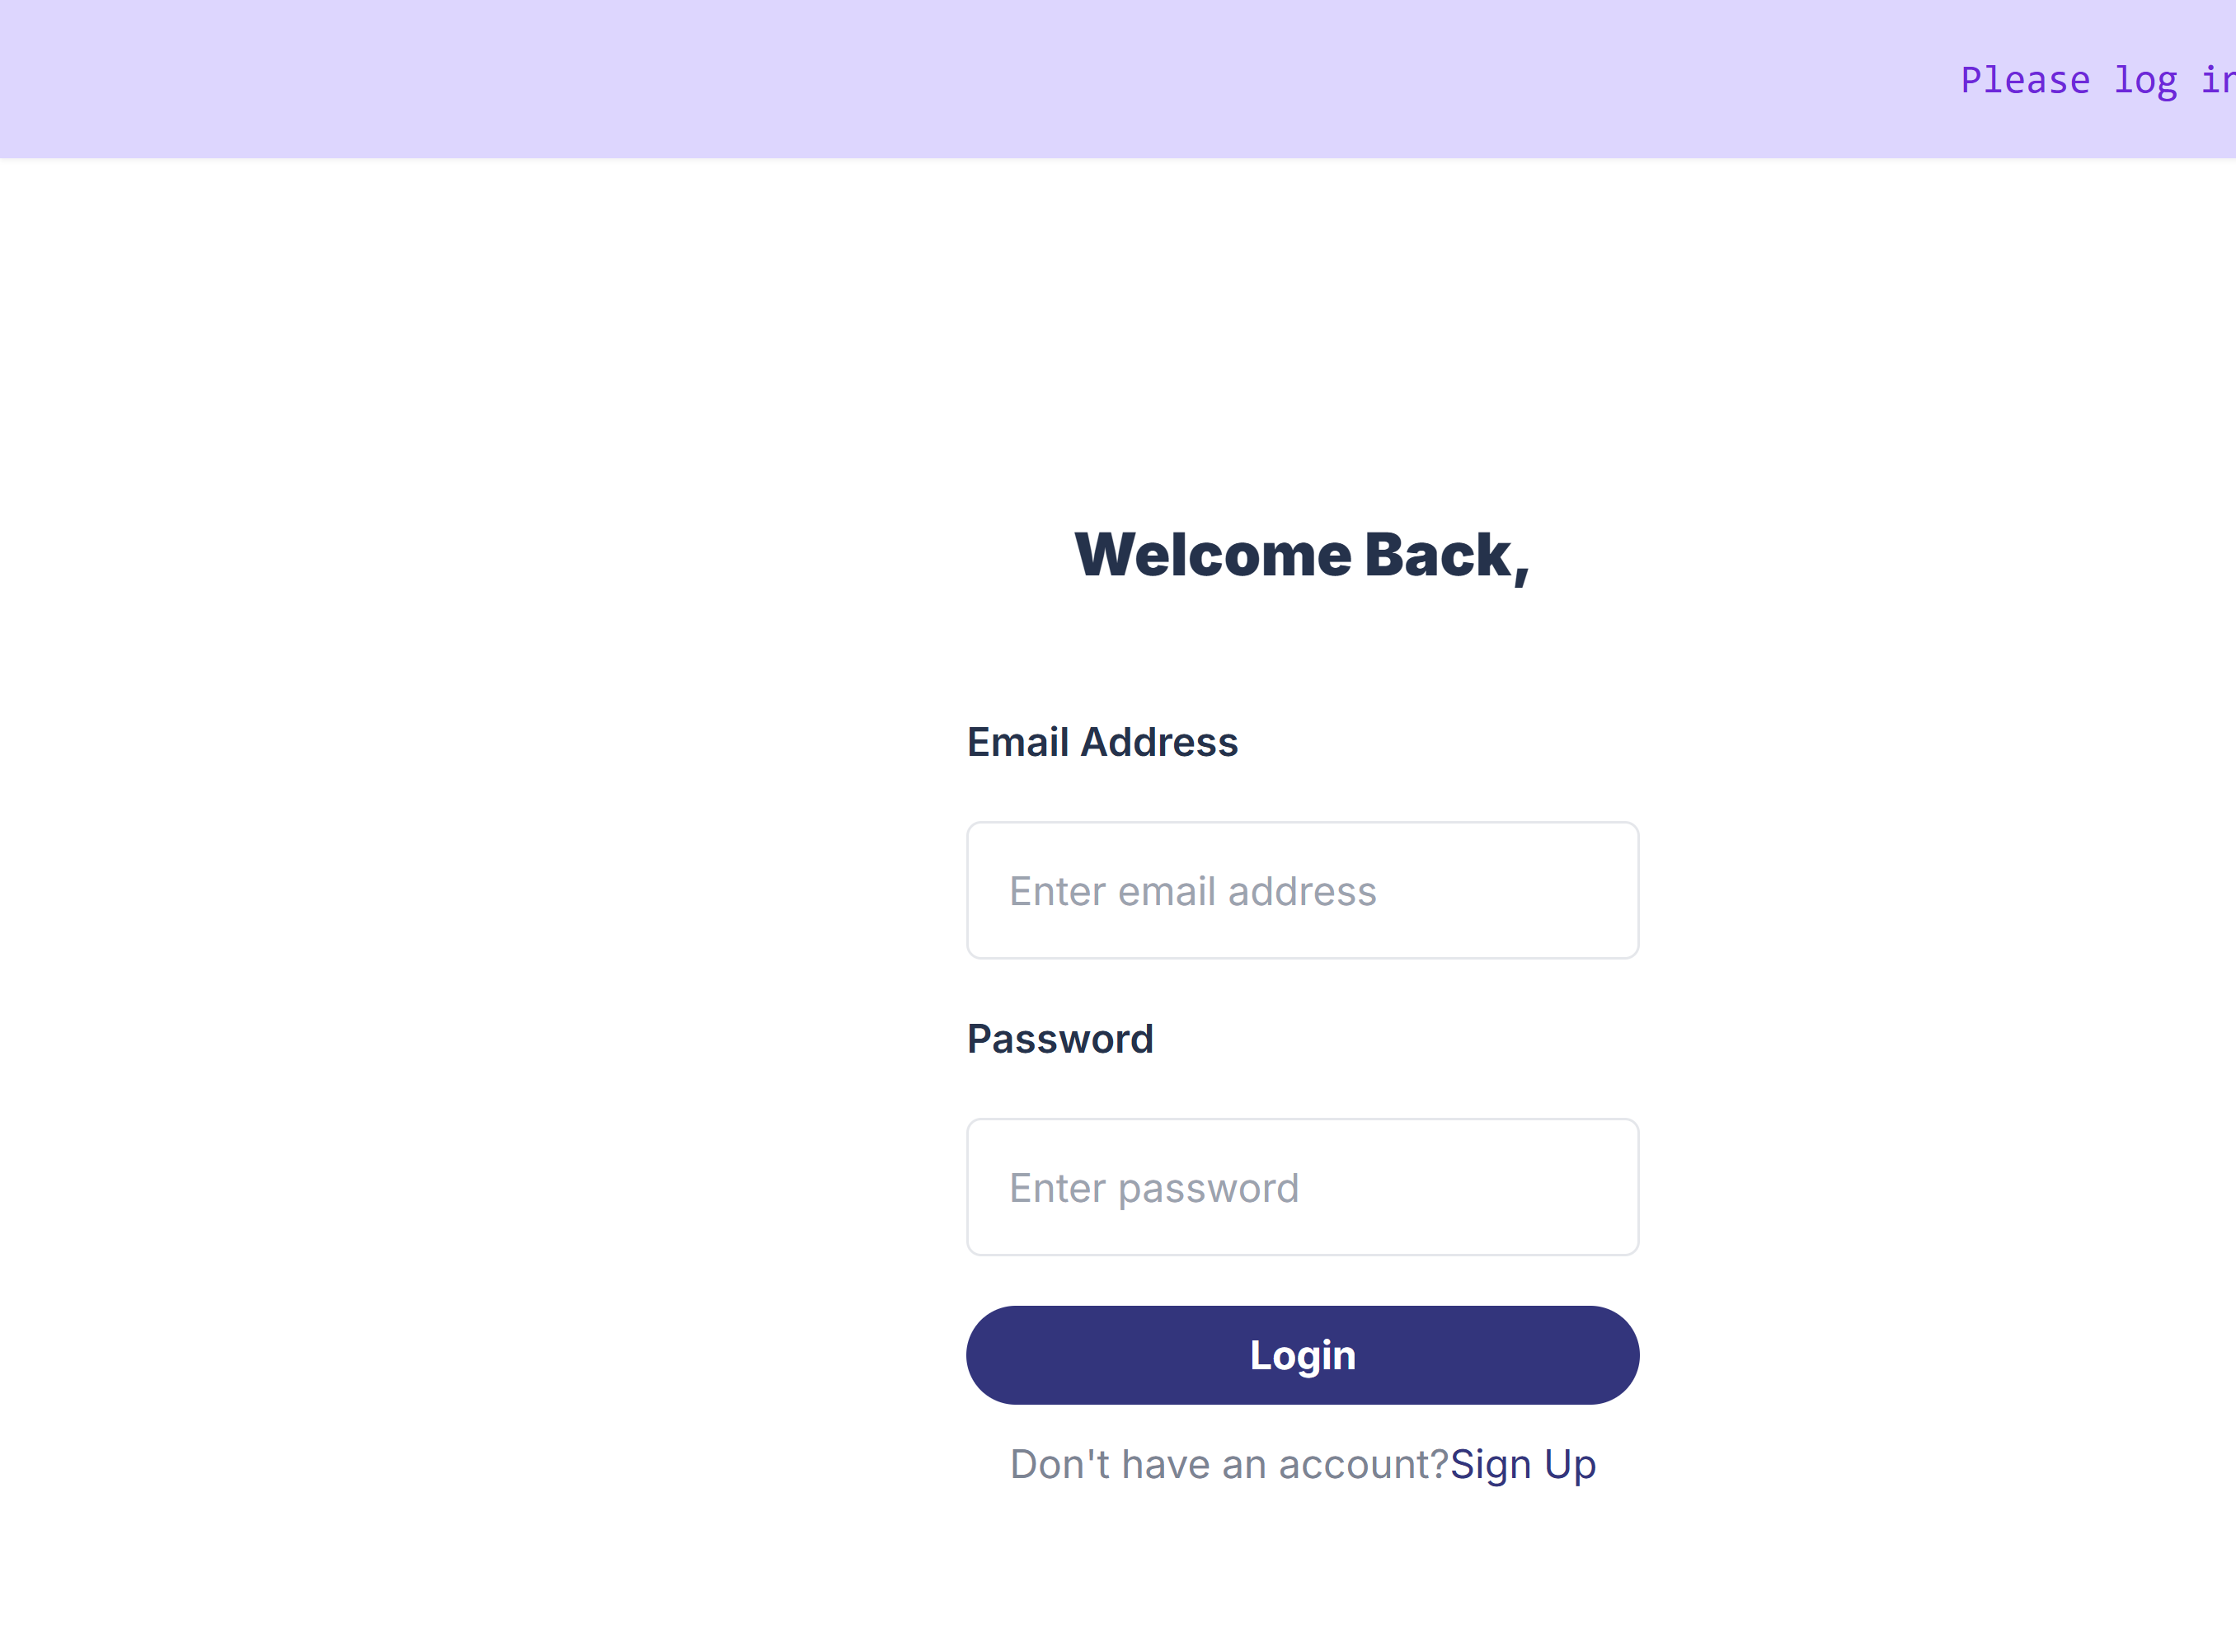 Please log in
Welcome Back,
Email Address
Enter email address
Password
Enter password
Login
Don't have an account?Sign Up